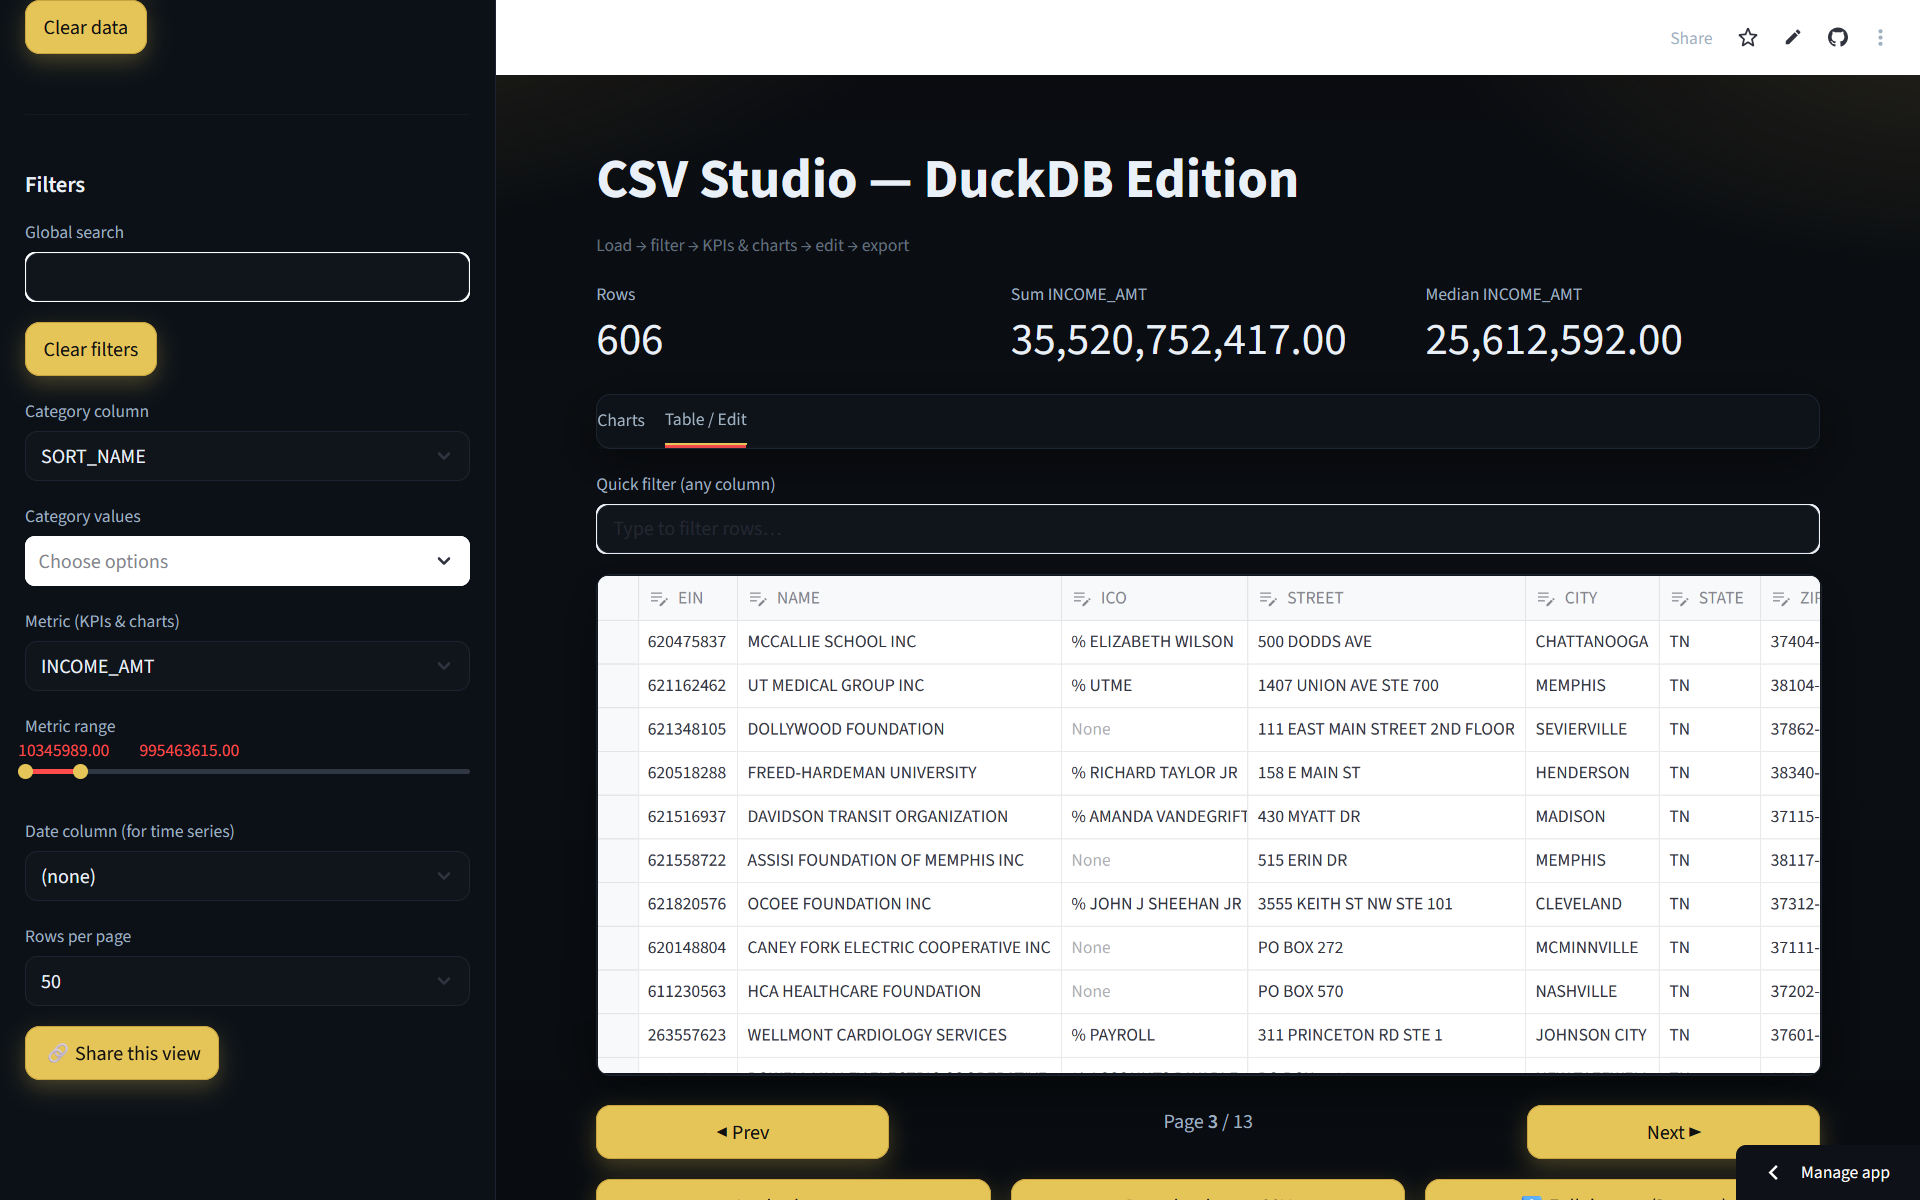 Clear data
Filters
Global search
Clear filters
Category column
SORT_NAME
Category values
Choose options
Metric (KPIs & charts)
INCOME_AMT
Metric range
10345989.00 995463615.00
Date column (for time series)
(none)
Rows per page
50
🔗 Share this view
Share
CSV Studio — DuckDB Edition
Load → filter → KPIs & charts → edit → export
Rows Sum INCOME_AMT Median INCOME_AMT
606 35,520,752,417.00 25,612,592.00
Charts Table / Edit
Quick filter (any column)
Type to filter rows...
EIN NAME ICO STREET CITY STATE ZIP
620475837 MCCALLIE SCHOOL INC % ELIZABETH WILSON 500 DODDS AVE CHATTANOOGA TN 37404-
621162462 UT MEDICAL GROUP INC % UTME 1407 UNION AVE STE 700 MEMPHIS TN 38104-
621348105 DOLLYWOOD FOUNDATION None 111 EAST MAIN STREET 2ND FLOOR SEVIERVILLE TN 37862-
620518288 FREED-HARDEMAN UNIVERSITY % RICHARD TAYLOR JR 158 E MAIN ST HENDERSON TN 38340-
621516937 DAVIDSON TRANSIT ORGANIZATION % AMANDA VANDEGRIFT 430 MYATT DR MADISON TN 37115-
621558722 ASSISI FOUNDATION OF MEMPHIS INC None 515 ERIN DR MEMPHIS TN 38117-
621820576 OCOEE FOUNDATION INC % JOHN J SHEEHAN JR 3555 KEITH ST NW STE 101 CLEVELAND TN 37312-
620148804 CANEY FORK ELECTRIC COOPERATIVE INC None PO BOX 272 MCMINNVILLE TN 37111-
611230563 HCA HEALTHCARE FOUNDATION None PO BOX 570 NASHVILLE TN 37202-
263557623 WELLMONT CARDIOLOGY SERVICES % PAYROLL 311 PRINCETON RD STE 1 JOHNSON CITY TN 37601-
◄ Prev Page 3 / 13 Next ►
Manage app